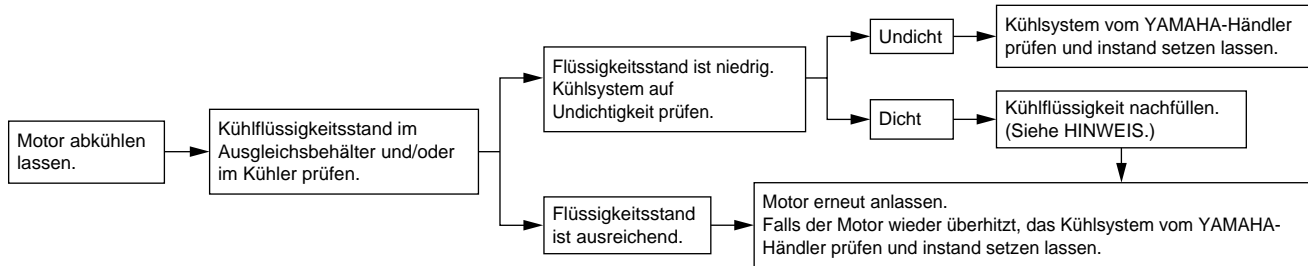 Motor abkühlen
lassen.
Kühlflüssigkeitsstand im
Ausgleichsbehälter und/oder
im Kühler prüfen.
Flüssigkeitsstand ist niedrig.
Kühlsystem auf
Undichtigkeit prüfen.
Undicht
Kühlsystem vom YAMAHA-Händler
prüfen und instand setzen lassen.
Dicht
Kühlflüssigkeit nachfüllen.
(Siehe HINWEIS.)
Flüssigkeitsstand
ist ausreichend.
Motor erneut anlassen.
Falls der Motor wieder überhitzt, das Kühlsystem vom YAMAHA-
Händler prüfen und instand setzen lassen.